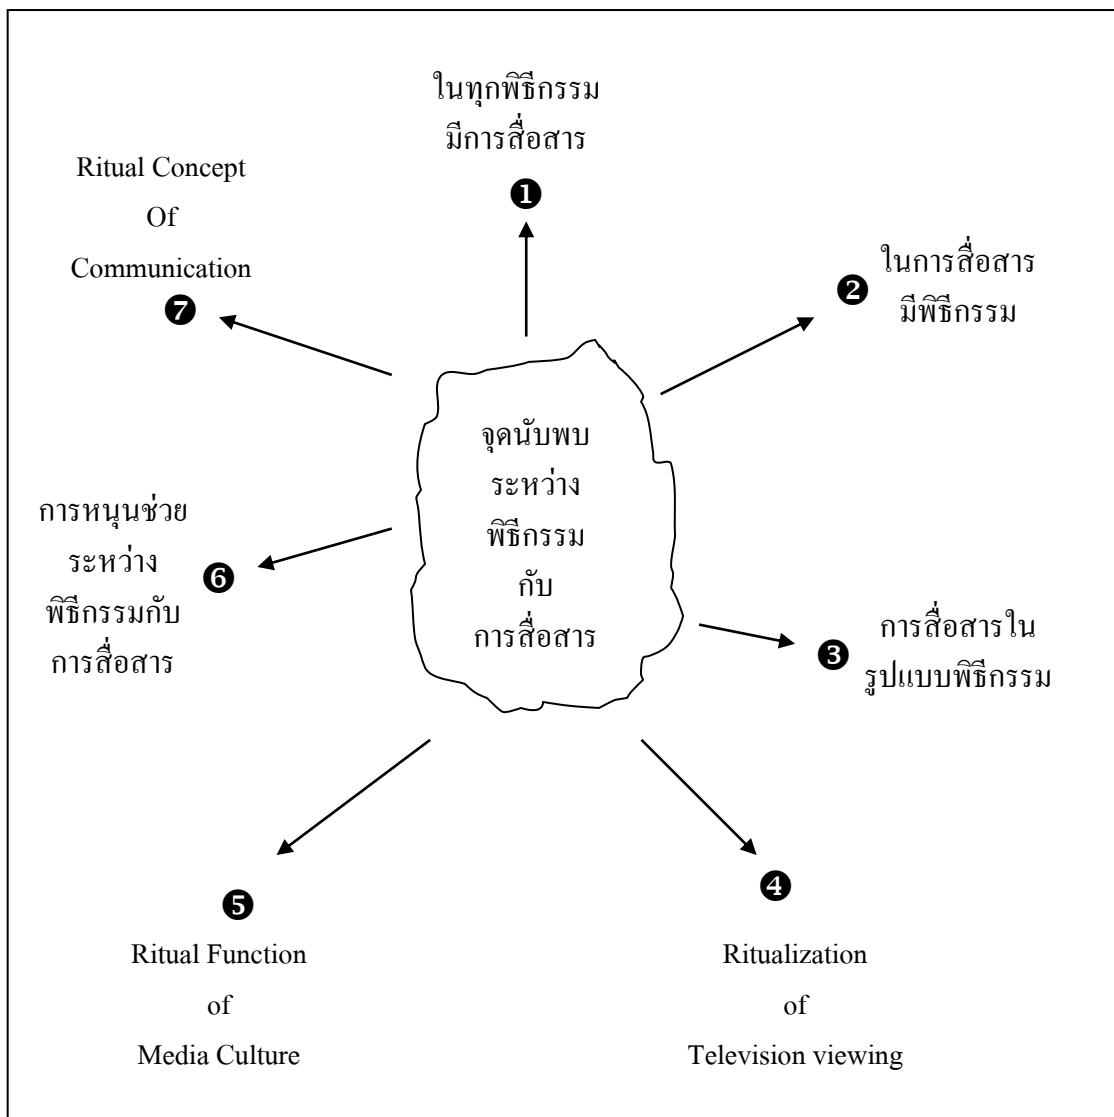 ในทุกพิธีกรรม
มีการสื่อสาร
❶
ในการสื่อสาร
❷
มีพิธีกรรม
การสื่อสารใน
❸
รูปแบบพิธีกรรม
❹
Ritualization
of
Television viewing
❺
Ritual Function
of
Media Culture
การหนุนช่วย
ระหว่าง
❻
พิธีกรรมกับ
การสื่อสาร
Ritual Concept
Of
Communication
❼
จุดนับพบ
ระหว่าง
พิธีกรรม
กับ
การสื่อสาร